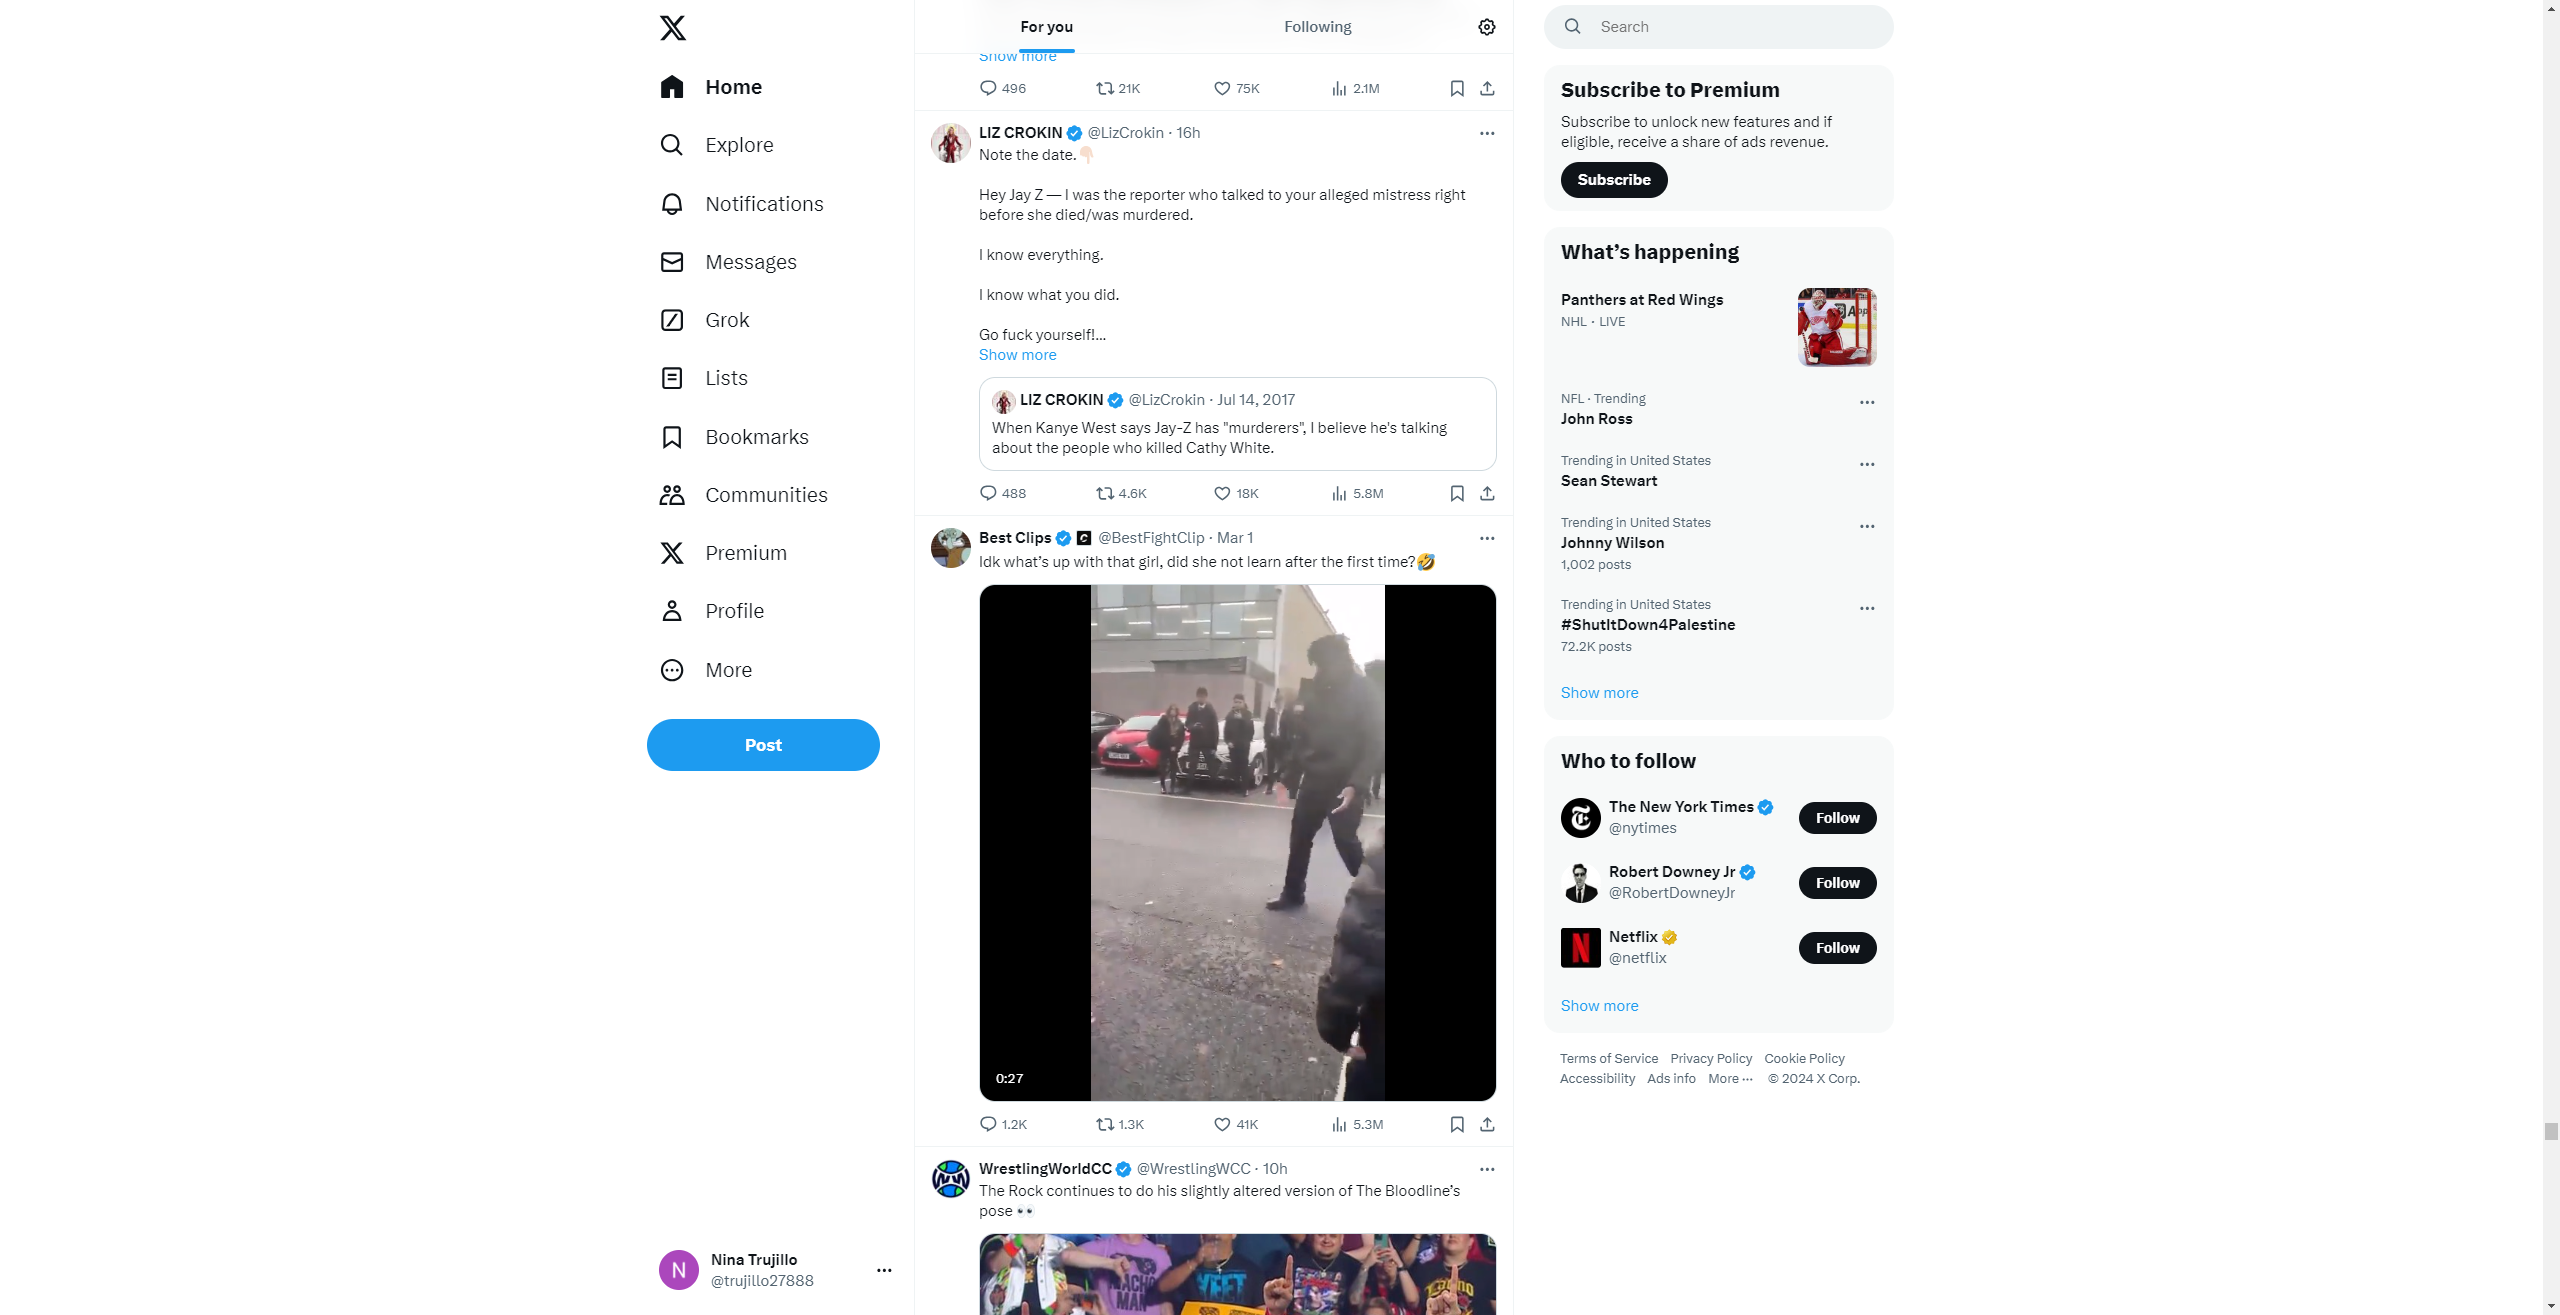 Home
Explore
Notifications
Messages
Grok
Lists
Bookmarks
Communities
Premium
Profile
More
Post
N
Nina Trujillo
@trujillo27888
For you
Following
Show more
496 21K 75K 2.1M
LIZ CROKIN @LizCrokin · 16h
Note the date.👇🏻
Hey Jay Z — I was the reporter who talked to your alleged mistress right
before she died/was murdered.
I know everything.
I know what you did.
Go fuck yourself!...
Show more
LIZ CROKIN @LizCrokin · Jul 14, 2017
When Kanye West says Jay-Z has "murderers", I believe he's talking
about the people who killed Cathy White.
488 4.6K 18K 5.8M
Best Clips @BestFightClip · Mar 1
Idk what’s up with that girl, did she not learn after the first time?🤣
0:27
1.2K 1.3K 41K 5.3M
WrestlingWorldCC @WrestlingWCC · 10h
The Rock continues to do his slightly altered version of The Bloodline’s
pose 👀
MACHO
MAN
YEET
Search
Subscribe to Premium
Subscribe to unlock new features and if
eligible, receive a share of ads revenue.
Subscribe
What’s happening
Panthers at Red Wings
NHL · LIVE
NFL · Trending
John Ross
Trending in United States
Sean Stewart
Trending in United States
Johnny Wilson
1,002 posts
Trending in United States
#ShutItDown4Palestine
72.2K posts
Show more
Who to follow
The New York Times
@nytimes
Follow
Robert Downey Jr
@RobertDowneyJr
Follow
N
Netflix
@netflix
Follow
Show more
Terms of Service Privacy Policy Cookie Policy
Accessibility Ads info More ··· © 2024 X Corp.